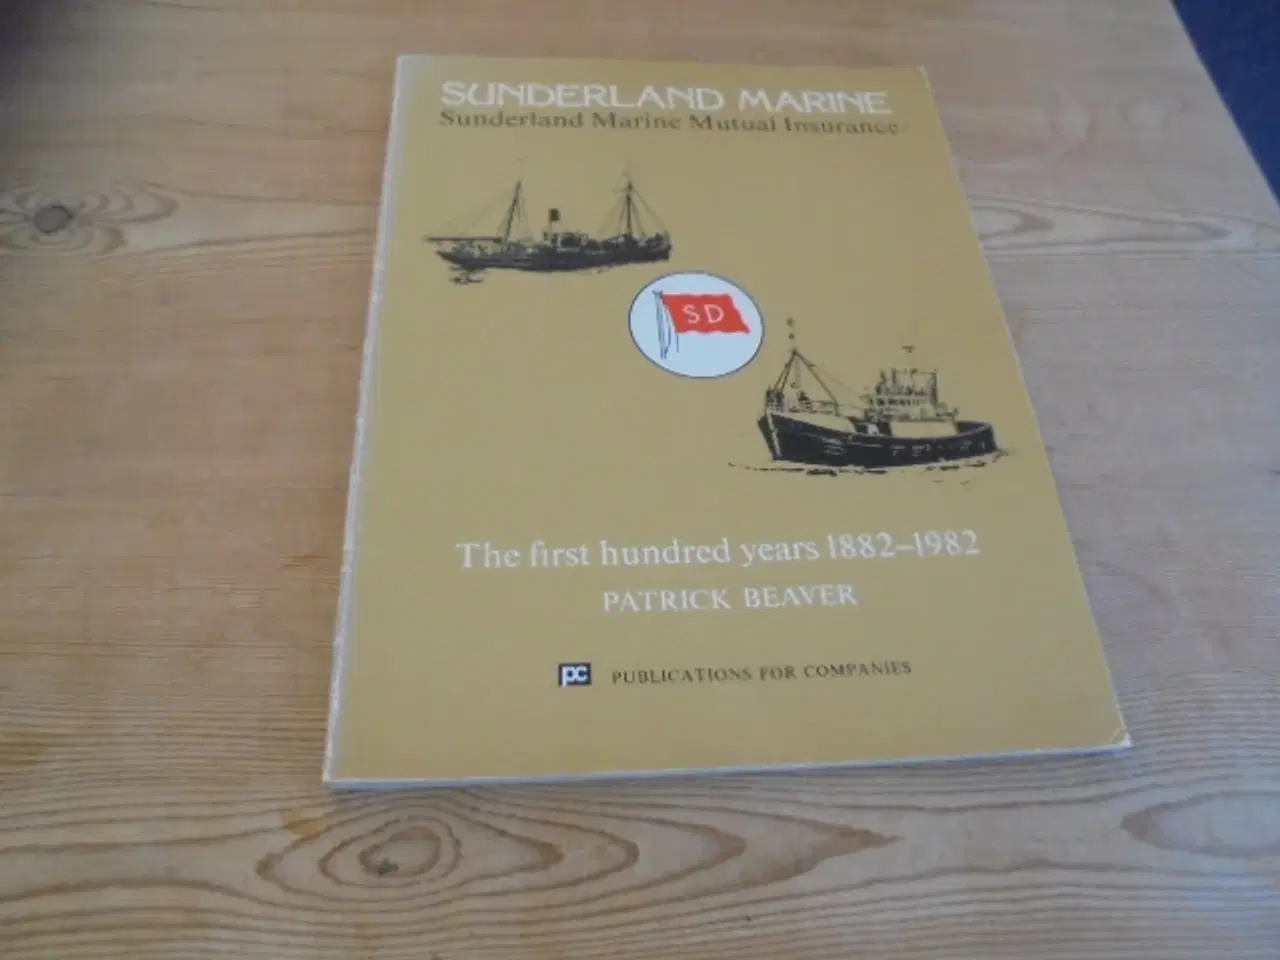 SUNDERLAND MARINE
Sunderland Marine Mutual Insurance
SD
The first hundred years 1882–1982
PATRICK BEAVER
pc PUBLICATIONS FOR COMPANIES